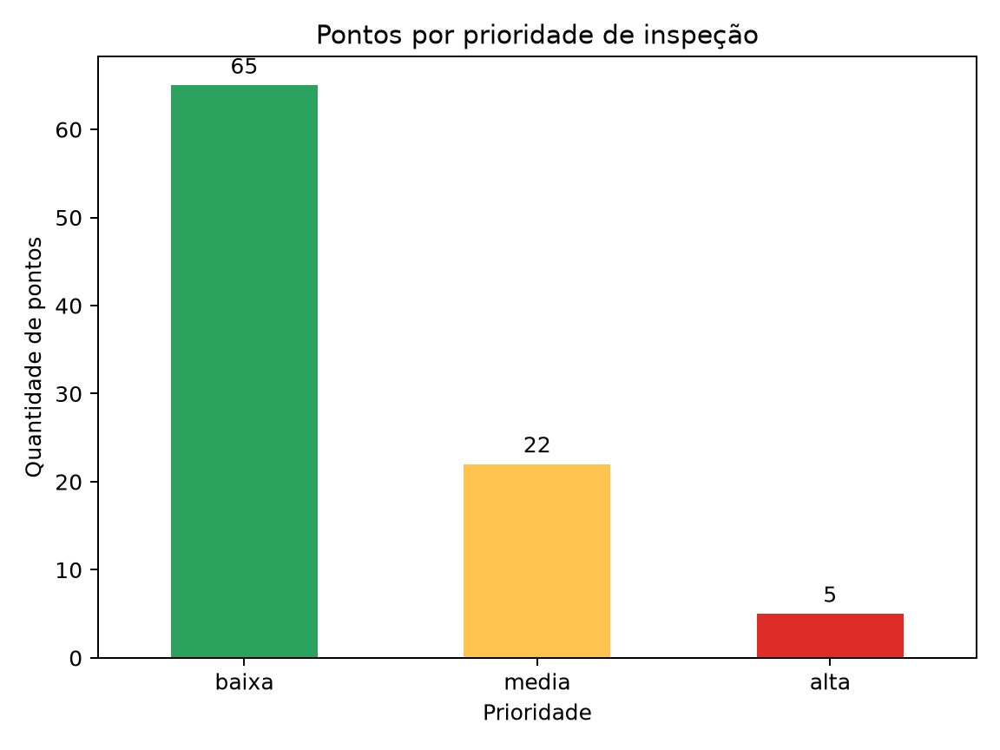 Pontos por prioridade de inspeção
65
60
50
40
30
20
10
0
22
5
Quantidade de pontos
baixa
media
alta
Prioridade